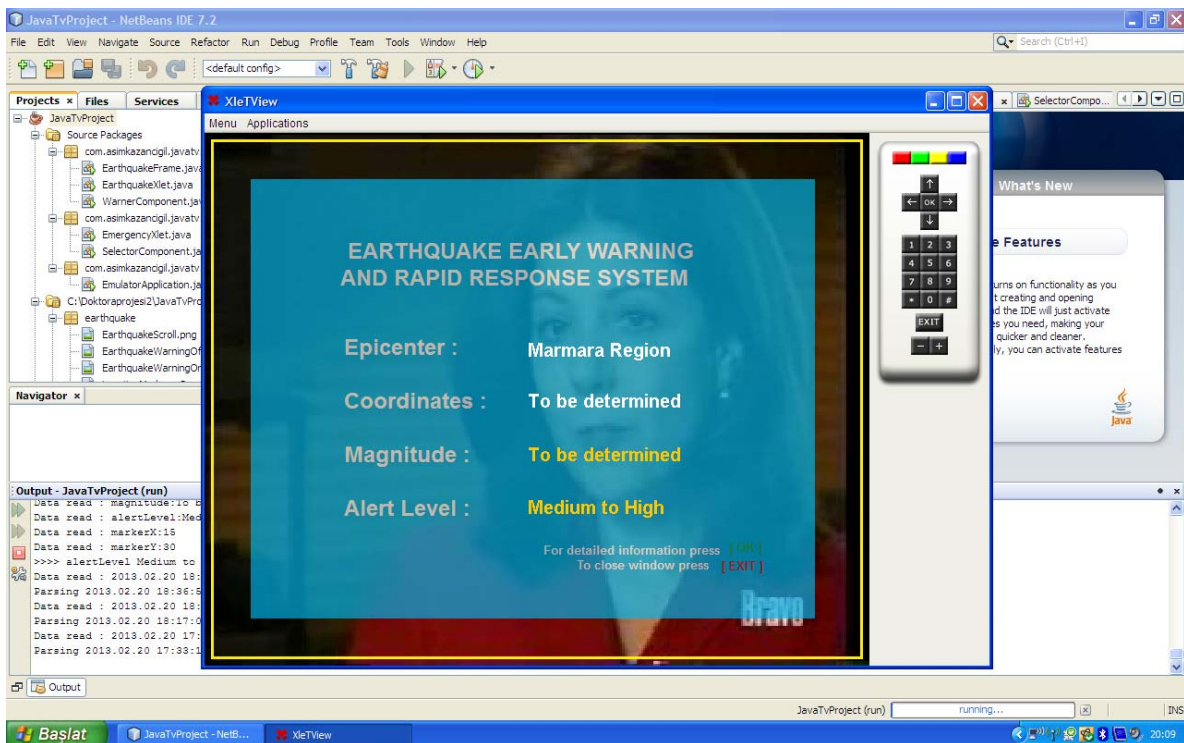 JavaTvProject - NetBeans IDE 7.2
File Edit View Navigate Source Refactor Run Debug Profile Team Tools Window Help
Search (Ctrl+I)
<default config>
Projects Files Services
JavaTvProject
Source Packages
com.asimkazancigil.javatv
EarthquakeFrame.java
EarthquakeXlet.java
WarnerComponent.jav
com.asimkazancigil.javatv
EmergencyXlet.java
SelectorComponent.ja
com.asimkazancigil.javatv
EmulatorApplication.ja
C:\Doktoraprojesi2\JavaTvPro
earthquake
EarthquakeScroll.png
EarthquakeWarningOf
EarthquakeWarningOr
Navigator
Output - JavaTvProject (run)
Data read : magnitude:To b
Data read : alertLevel:Med
Data read : markerX:15
Data read : markerY:30
>>>> alertLevel Medium to
Data read : 2013.02.20 18:
Parsing 2013.02.20 18:36:5
Data read : 2013.02.20 18:
Parsing 2013.02.20 18:17:0
Data read : 2013.02.20 17:
Parsing 2013.02.20 17:33:1
Output
XleTView
Menu Applications
EARTHQUAKE EARLY WARNING
AND RAPID RESPONSE SYSTEM
Epicenter : Marmara Region
Coordinates : To be determined
Magnitude : To be determined
Alert Level : Medium to High
For detailed information press [ OK ]
To close window press [ EXIT ]
Bravo
OK
1 2 3
4 5 6
7 8 9
* 0 #
EXIT
- +
SelectorCompo...
What's New
e Features
urns on functionality as you
t creating and opening
d the IDE will just activate
es you need, making your
quicker and cleaner.
ly, you can activate features
Java
JavaTvProject (run) running... INS
Başlat JavaTvProject - NetB... XleTView 20:09